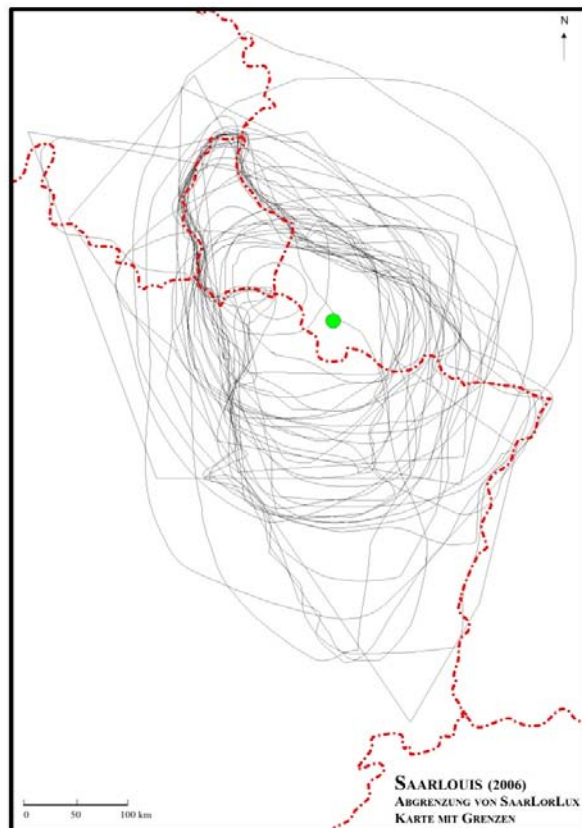 N
SAARLOUIS (2006)
ABGRENZUNG VON SAARLORLUX
KARTE MIT GRENZEN
0 50 100 km